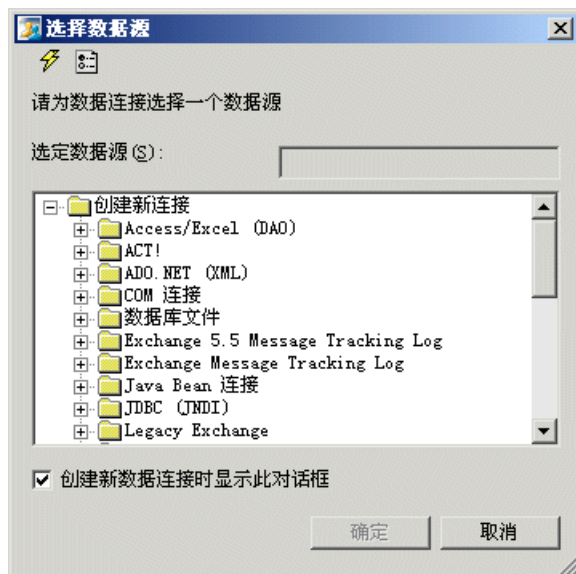 选择数据源
请为数据连接选择一个数据源
选定数据源(S):
创建新连接
Access/Excel (DAO)
ACT!
ADO.NET (XML)
COM 连接
数据库文件
Exchange 5.5 Message Tracking Log
Exchange Message Tracking Log
Java Bean 连接
JDBC (JNDI)
Legacy Exchange
创建新数据连接时显示此对话框
确定 取消